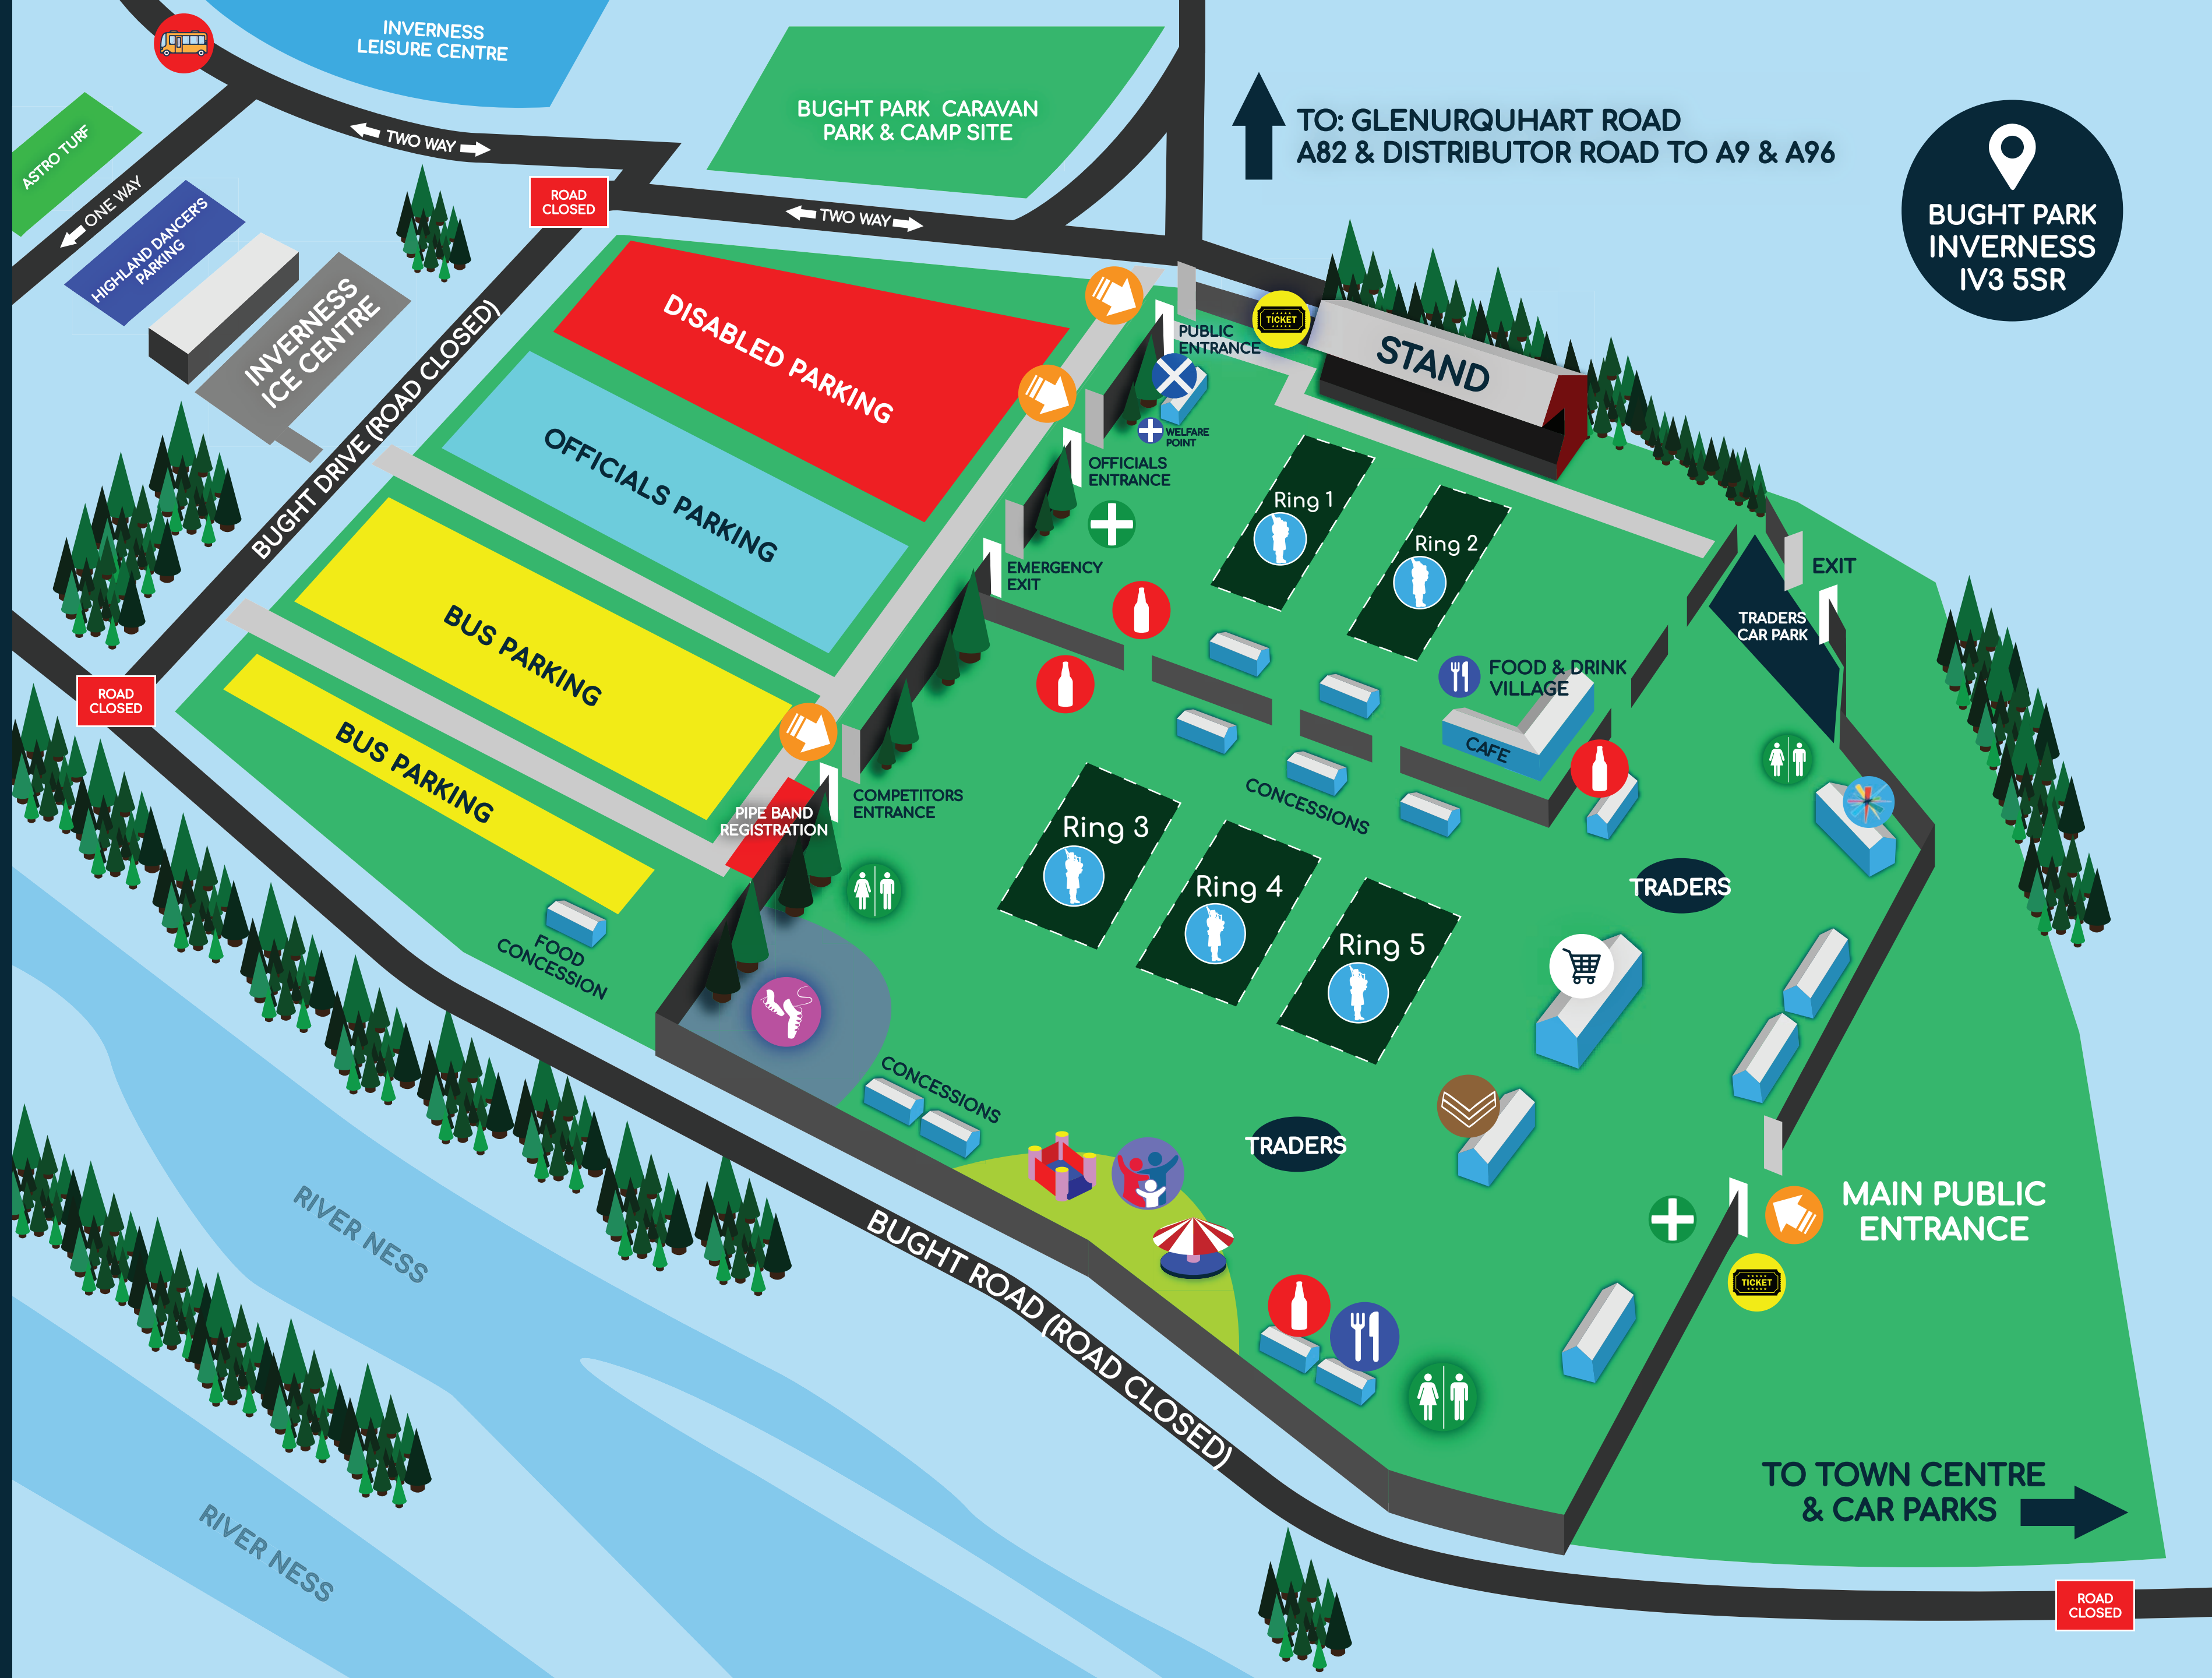 INVERNESS
LEISURE CENTRE
BUGHT PARK CARAVAN
PARK & CAMP SITE
TO: GLENURQUHART ROAD
A82 & DISTRIBUTOR ROAD TO A9 & A96
BUGHT PARK
INVERNESS
IV3 5SR
TWO WAY
ASTRO TURF
ONE WAY
HIGHLAND DANCER'S
PARKING
ROAD
CLOSED
TWO WAY
INVERNESS
ICE CENTRE
BUGHT DRIVE (ROAD CLOSED)
DISABLED PARKING
OFFICIALS PARKING
BUS PARKING
BUS PARKING
PUBLIC
ENTRANCE
TICKET
STAND
WELFARE
POINT
OFFICIALS
ENTRANCE
EMERGENCY
EXIT
Ring 1
Ring 2
EXIT
TRADERS
CAR PARK
FOOD & DRINK
VILLAGE
CAFE
ROAD
CLOSED
PIPE BAND
REGISTRATION
COMPETITORS
ENTRANCE
CONCESSIONS
Ring 3
Ring 4
Ring 5
TRADERS
FOOD
CONCESSION
CONCESSIONS
TRADERS
MAIN PUBLIC
ENTRANCE
TICKET
RIVER NESS
BUGHT ROAD (ROAD CLOSED)
RIVER NESS
TO TOWN CENTRE
& CAR PARKS
ROAD
CLOSED